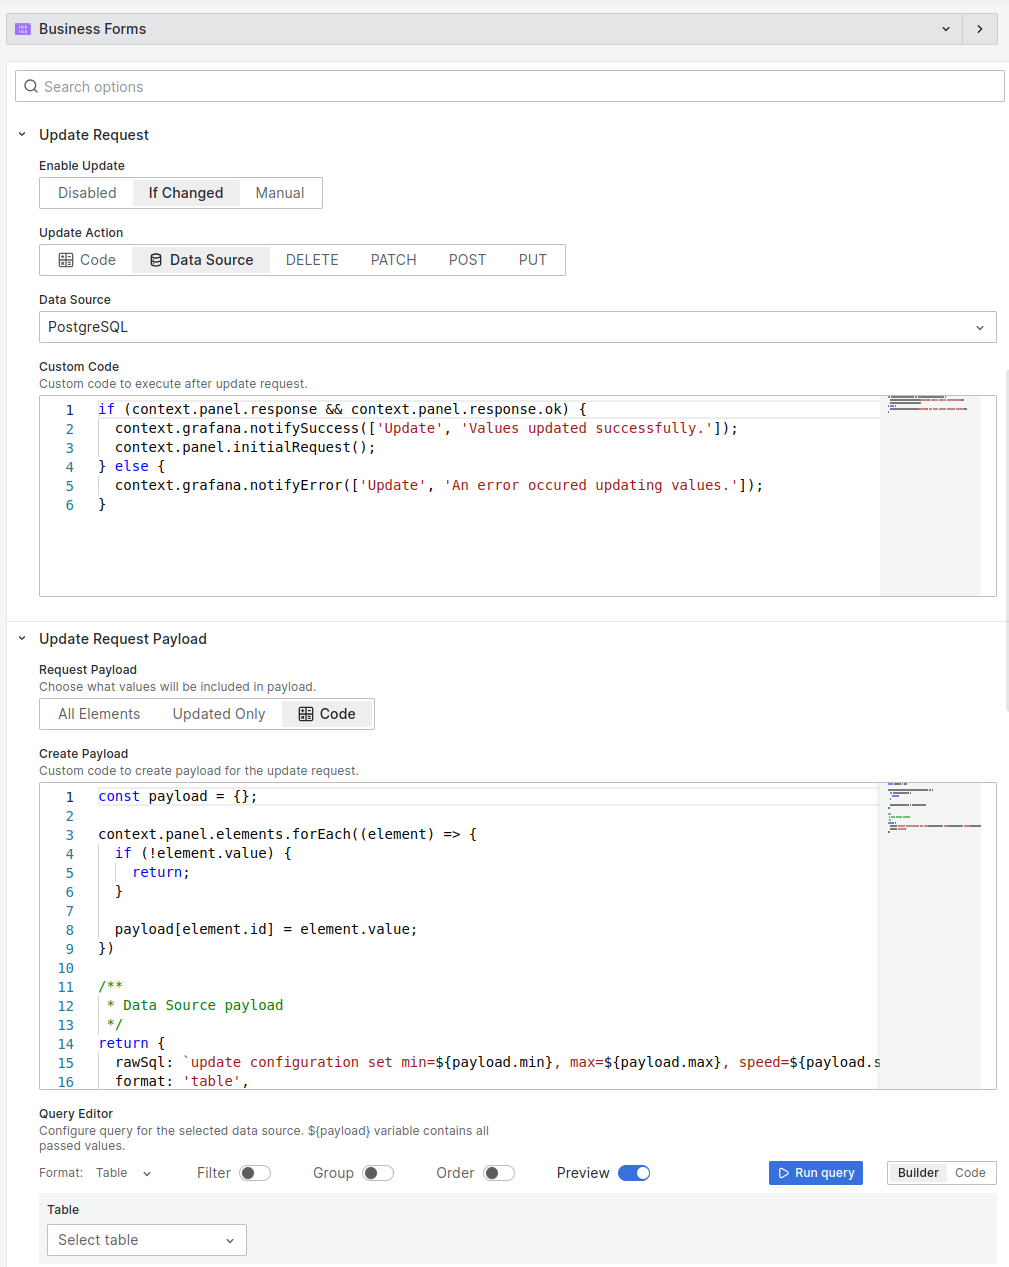 Business Forms
Search options
Update Request
Enable Update
Disabled If Changed Manual
Update Action
Code Data Source DELETE PATCH POST PUT
Data Source
PostgreSQL
Custom Code
Custom code to execute after update request.
1 if (context.panel.response && context.panel.response.ok) {
2 context.grafana.notifySuccess(['Update', 'Values updated successfully.']);
3 context.panel.initialRequest();
4 } else {
5 context.grafana.notifyError(['Update', 'An error occured updating values.']);
6 }
Update Request Payload
Request Payload
Choose what values will be included in payload.
All Elements Updated Only Code
Create Payload
Custom code to create payload for the update request.
1 const payload = {};
2
3 context.panel.elements.forEach((element) => {
4 if (!element.value) {
5 return;
6 }
7
8 payload[element.id] = element.value;
9 })
10
11 /**
12 * Data Source payload
13 */
14 return {
15 rawSql: `update configuration set min=${payload.min}, max=${payload.max}, speed=${payload.s
16 format: 'table',
Query Editor
Configure query for the selected data source. ${payload} variable contains all
passed values.
Format: Table Filter Group Order Preview Run query Builder Code
Table
Select table